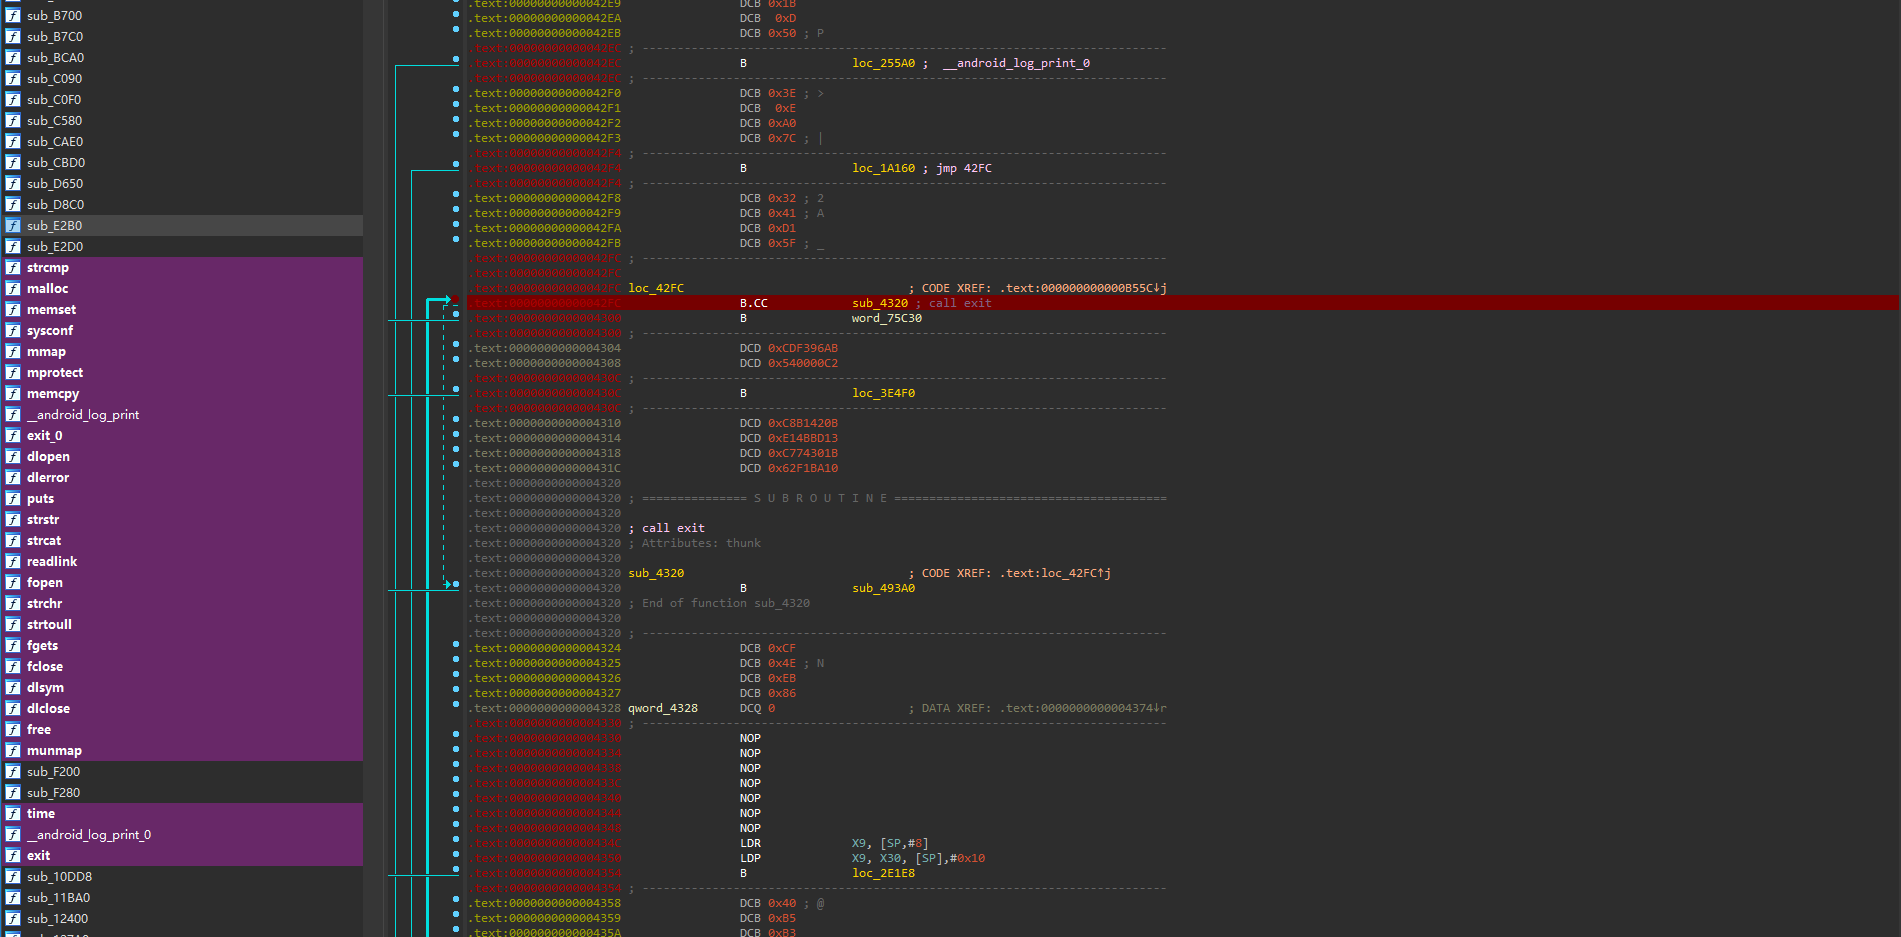 sub_B700
sub_B7C0
sub_BCA0
sub_C090
sub_C0F0
sub_C580
sub_CAE0
sub_CBD0
sub_D650
sub_D8C0
sub_E2B0
sub_E2D0
strcmp
malloc
memset
sysconf
mmap
mprotect
memcpy
__android_log_print
exit_0
dlopen
dlerror
puts
strstr
strcat
readlink
fopen
strchr
strtoull
fgets
fclose
dlsym
dlclose
free
munmap
sub_F200
sub_F280
time
__android_log_print_0
exit
sub_10DD8
sub_11BA0
sub_12400
.text:00000000000042E9 DCB 0x1B
.text:00000000000042EA DCB 0xD
.text:00000000000042EB DCB 0x50 ; P
.text:00000000000042EC ; ---------------------------------------------------------------------------
.text:00000000000042EC B loc_255A0 ; __android_log_print_0
.text:00000000000042EC ; ---------------------------------------------------------------------------
.text:00000000000042F0 DCB 0x3E ; >
.text:00000000000042F1 DCB 0xE
.text:00000000000042F2 DCB 0xA0
.text:00000000000042F3 DCB 0x7C ; |
.text:00000000000042F4 ; ---------------------------------------------------------------------------
.text:00000000000042F4 B loc_1A160 ; jmp 42FC
.text:00000000000042F4 ; ---------------------------------------------------------------------------
.text:00000000000042F8 DCB 0x32 ; 2
.text:00000000000042F9 DCB 0x41 ; A
.text:00000000000042FA DCB 0xD1
.text:00000000000042FB DCB 0x5F ; _
.text:00000000000042FC ; ---------------------------------------------------------------------------
.text:00000000000042FC
.text:00000000000042FC loc_42FC ; CODE XREF: .text:000000000000B55C↓j
.text:00000000000042FC B.CC sub_4320 ; call exit
.text:0000000000004300 B word_75C30
.text:0000000000004300 ; ---------------------------------------------------------------------------
.text:0000000000004304 DCD 0xCDF396AB
.text:0000000000004308 DCD 0x540000C2
.text:000000000000430C ; ---------------------------------------------------------------------------
.text:000000000000430C B loc_3E4F0
.text:000000000000430C ; ---------------------------------------------------------------------------
.text:0000000000004310 DCD 0xC8B1420B
.text:0000000000004314 DCD 0xE14BBD13
.text:0000000000004318 DCD 0xC774301B
.text:000000000000431C DCD 0x62F1BA10
.text:0000000000004320
.text:0000000000004320 ; =============== S U B R O U T I N E =======================================
.text:0000000000004320
.text:0000000000004320 ; call exit
.text:0000000000004320 ; Attributes: thunk
.text:0000000000004320
.text:0000000000004320 sub_4320 ; CODE XREF: .text:loc_42FC↑j
.text:0000000000004320 B sub_493A0
.text:0000000000004320 ; End of function sub_4320
.text:0000000000004320
.text:0000000000004320 ; ---------------------------------------------------------------------------
.text:0000000000004324 DCB 0xCF
.text:0000000000004325 DCB 0x4E ; N
.text:0000000000004326 DCB 0xEB
.text:0000000000004327 DCB 0x86
.text:0000000000004328 qword_4328 DCQ 0 ; DATA XREF: .text:0000000000004374↓r
.text:0000000000004330 ; ---------------------------------------------------------------------------
.text:0000000000004330 NOP
.text:0000000000004334 NOP
.text:0000000000004338 NOP
.text:000000000000433C NOP
.text:0000000000004340 NOP
.text:0000000000004344 NOP
.text:0000000000004348 NOP
.text:000000000000434C LDR X9, [SP,#8]
.text:0000000000004350 LDP X9, X30, [SP],#0x10
.text:0000000000004354 B loc_2E1E8
.text:0000000000004354 ; ---------------------------------------------------------------------------
.text:0000000000004358 DCB 0x40 ; @
.text:0000000000004359 DCB 0xB5
.text:000000000000435A DCB 0xB3